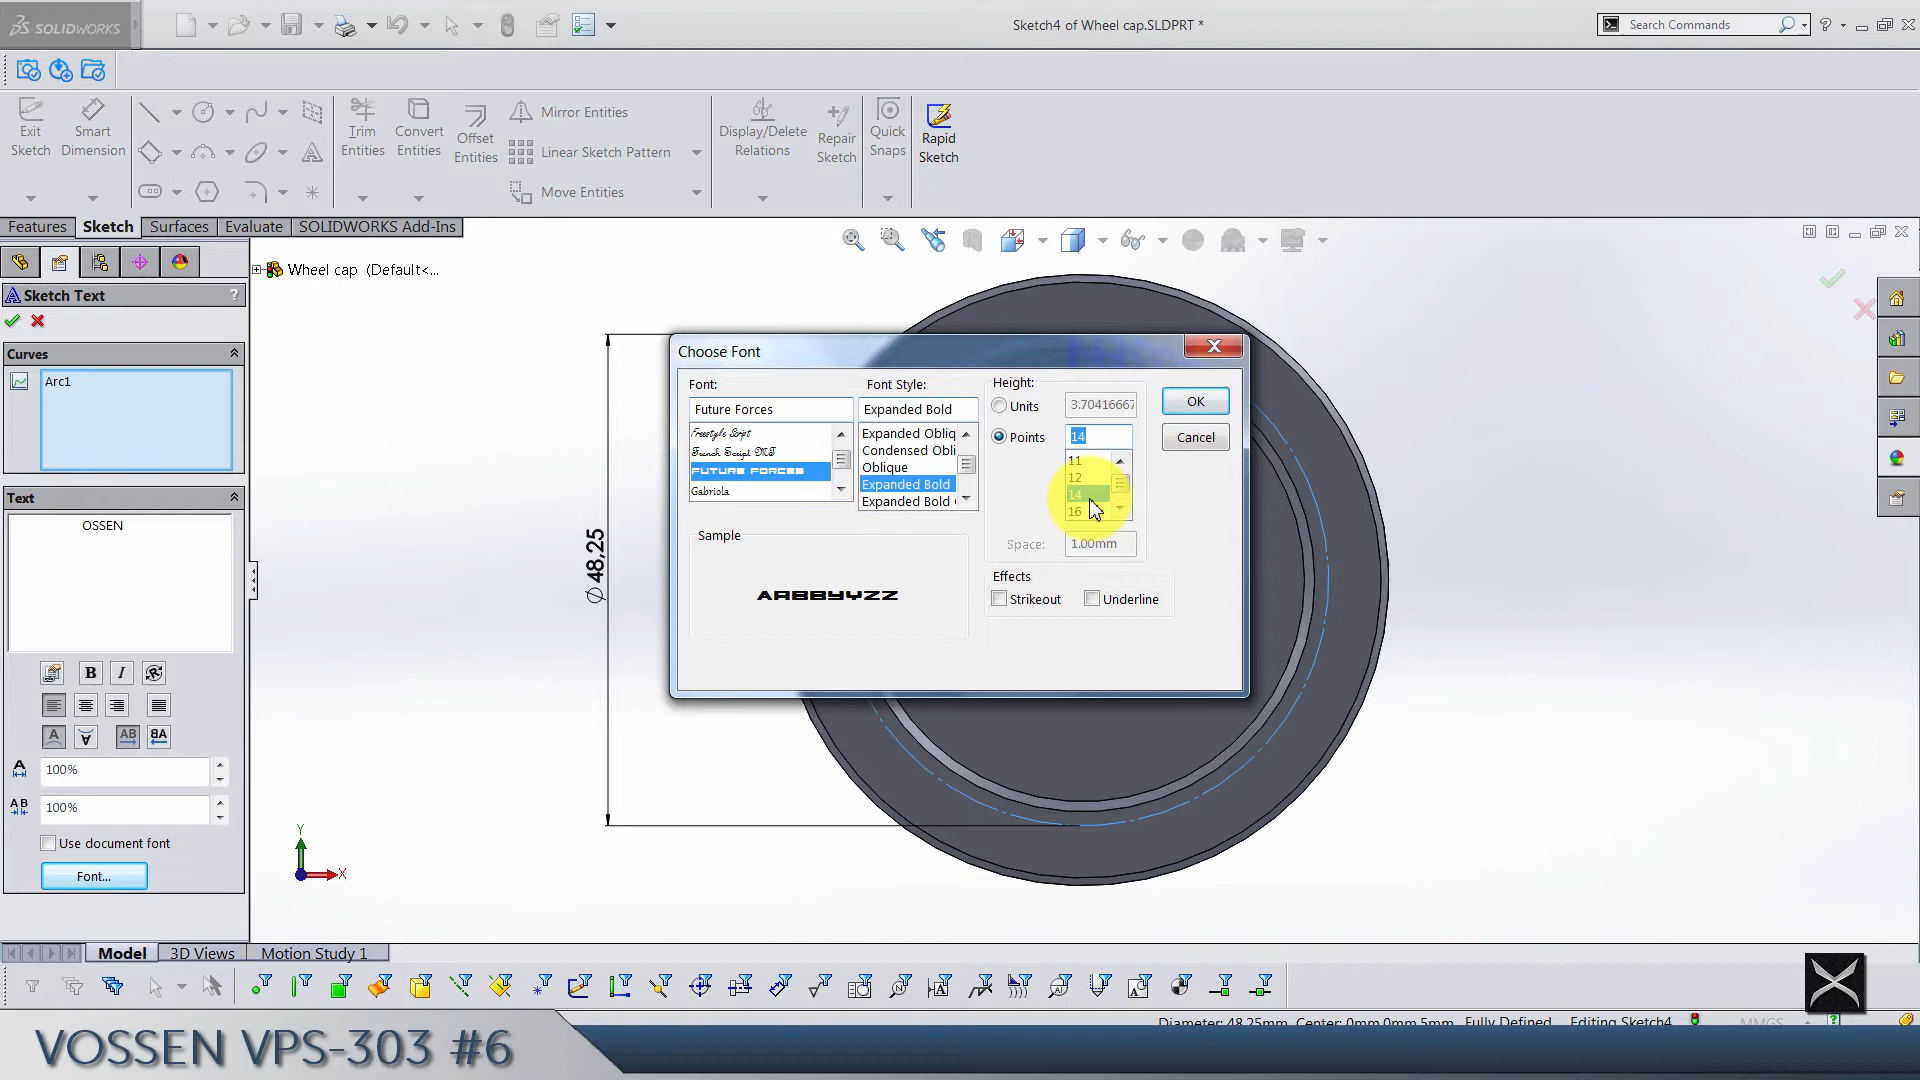 SOLIDWORKS
Sketch4 of Wheel cap.SLDPRT *
Search Commands
?
Exit Sketch
Smart Dimension
Trim Entities
Convert Entities
Offset Entities
Mirror Entities
Linear Sketch Pattern
Move Entities
Display/Delete Relations
Repair Sketch
Quick Snaps
Rapid Sketch
Features
Sketch
Surfaces
Evaluate
SOLIDWORKS Add-Ins
Wheel cap (Default<...
Sketch Text
?
Curves
Arc1
Text
OSSEN
B I
100%
100%
Use document font
Font...
Choose Font
Font:
Future Forces
Freestyle Script
French Script MT
FUTURE FORCES
Gabriola
Font Style:
Expanded Bold
Expanded Obliq
Condensed Obli
Oblique
Expanded Bold
Expanded Bold
Height:
Units
3.70416667
Points
14
11
12
14
16
Space:
1.00mm
OK
Cancel
Sample
AABBYYZZ
Effects
Strikeout
Underline
⌀ 48,25
Y
X
Model
3D Views
Motion Study 1
Diameter: 48.25mm Center: 0mm,0mm,5mm
Fully Defined
Editing Sketch4
MMGS
VOSSEN VPS-303 #6